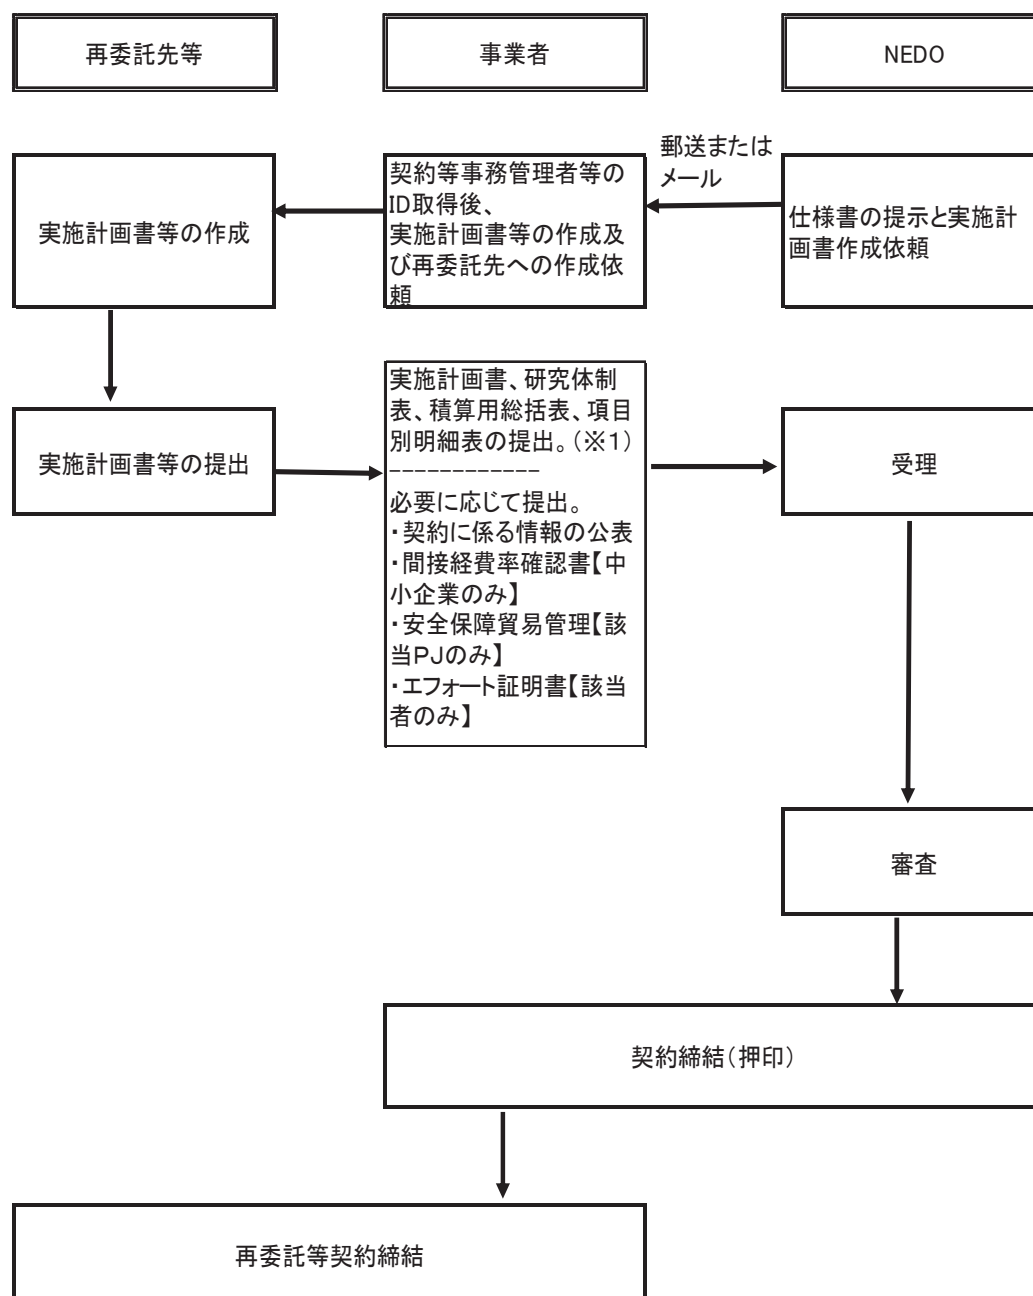 再委託先等
事業者
NEDO
郵送または
メール
実施計画書等の作成
契約等事務管理者等の
ID取得後、
実施計画書等の作成及
び再委託先への作成依
頼
仕様書の提示と実施計
画書作成依頼
実施計画書等の提出
実施計画書、研究体制
表、積算用総括表、項目
別明細表の提出。(※1)
------------
必要に応じて提出。
・契約に係る情報の公表
・間接経費率確認書【中
小企業のみ】
・安全保障貿易管理【該
当PJのみ】
・エフォート証明書【該当
者のみ】
受理
審査
契約締結(押印)
再委託等契約締結